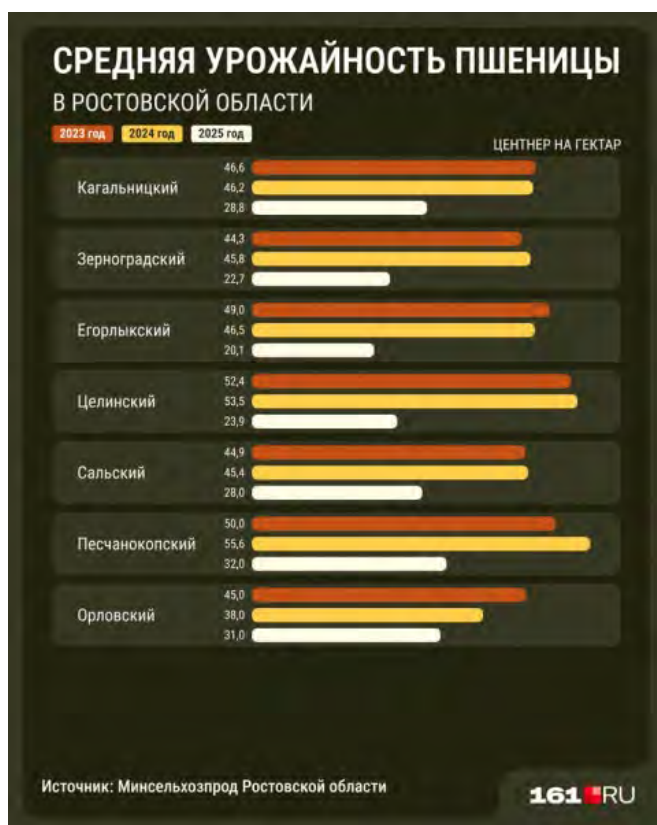 СРЕДНЯЯ УРОЖАЙНОСТЬ ПШЕНИЦЫ
В РОСТОВСКОЙ ОБЛАСТИ
2023 год 2024 год 2025 год
ЦЕНТНЕР НА ГЕКТАР
Кагальницкий
46,6
46,2
28,8
Зерноградский
44,3
45,8
22,7
Егорлыкский
49,0
46,5
20,1
Целинский
52,4
53,5
23,9
Сальский
44,9
45,4
28,0
Песчанокопский
50,0
55,6
32,0
Орловский
45,0
38,0
31,0
Источник: Минсельхозпрод Ростовской области
161 RU